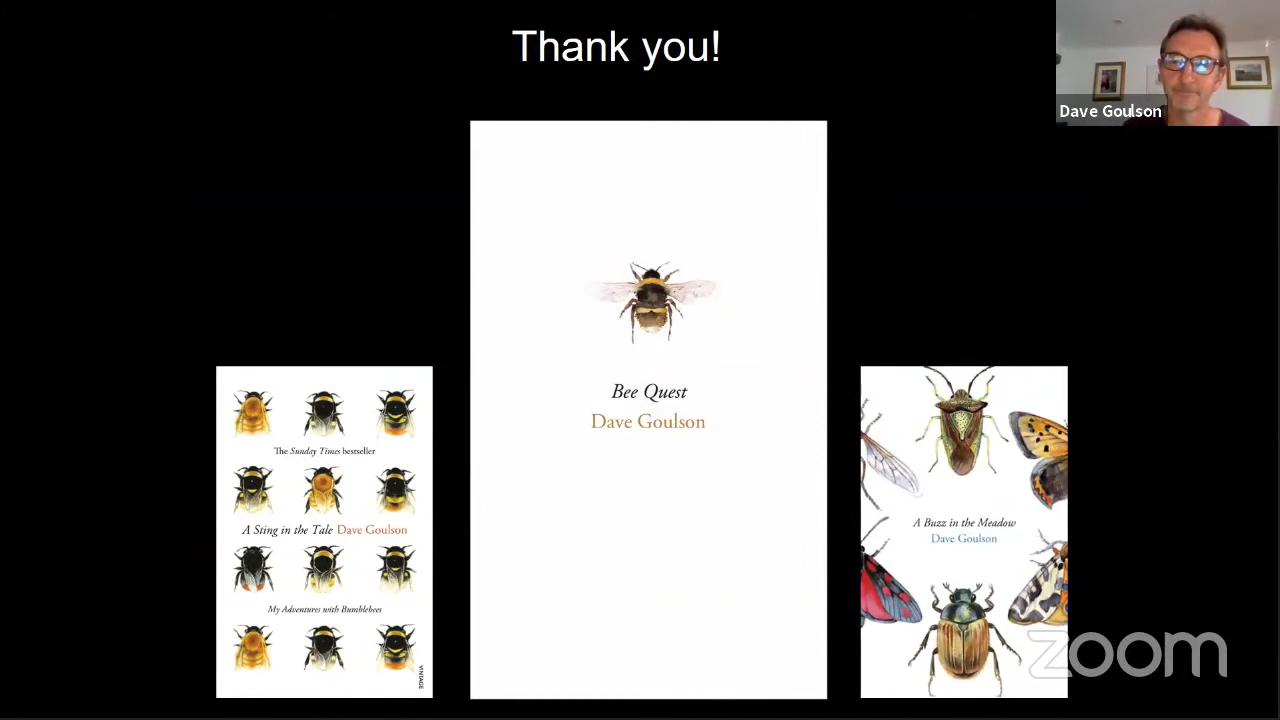 Thank you!
Dave Goulson
Bee Quest
Dave Goulson
The Sunday Times bestseller
A Sting in the Tale Dave Goulson
My Adventures with Bumblebees
VINTAGE
A Buzz in the Meadow
Dave Goulson
zoom